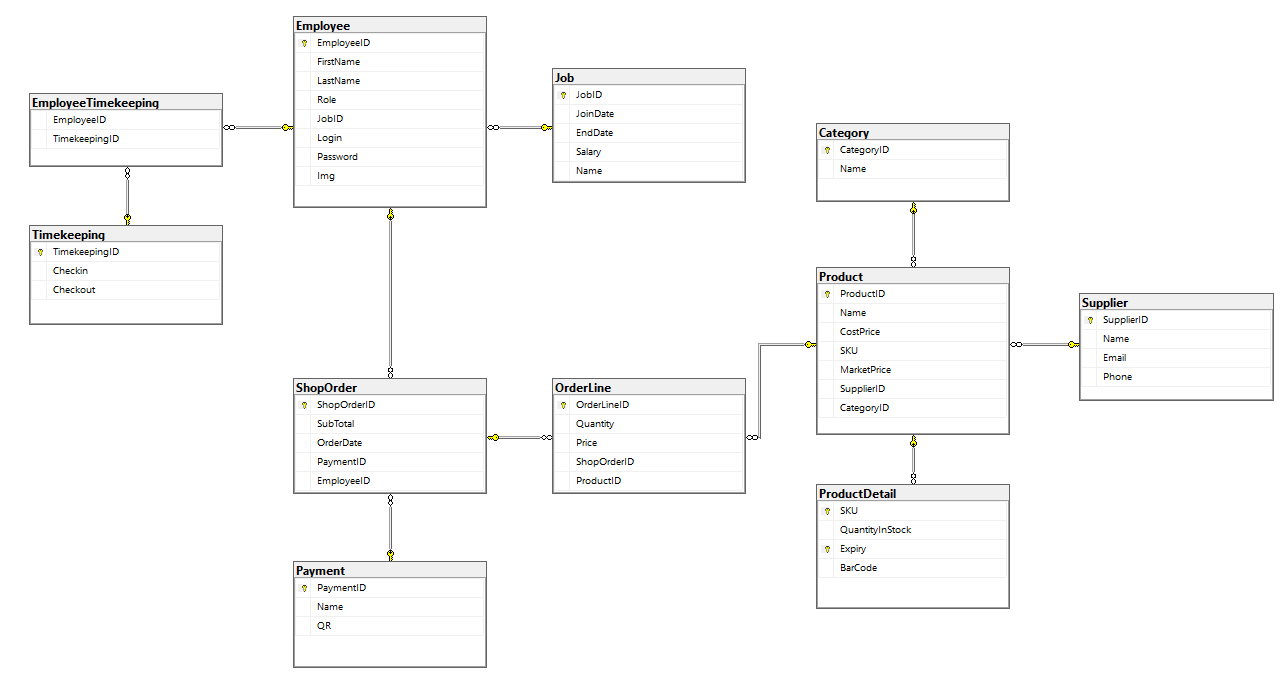 Employee
EmployeeID
FirstName
LastName
Role
JobID
Login
Password
Img
Job
JobID
JoinDate
EndDate
Salary
Name
EmployeeTimekeeping
EmployeeID
TimekeepingID
Timekeeping
TimekeepingID
Checkin
Checkout
Category
CategoryID
Name
Product
ProductID
Name
CostPrice
SKU
MarketPrice
SupplierID
CategoryID
Supplier
SupplierID
Name
Email
Phone
ShopOrder
ShopOrderID
SubTotal
OrderDate
PaymentID
EmployeeID
OrderLine
OrderLineID
Quantity
Price
ShopOrderID
ProductID
ProductDetail
SKU
QuantityInStock
Expiry
BarCode
Payment
PaymentID
Name
QR